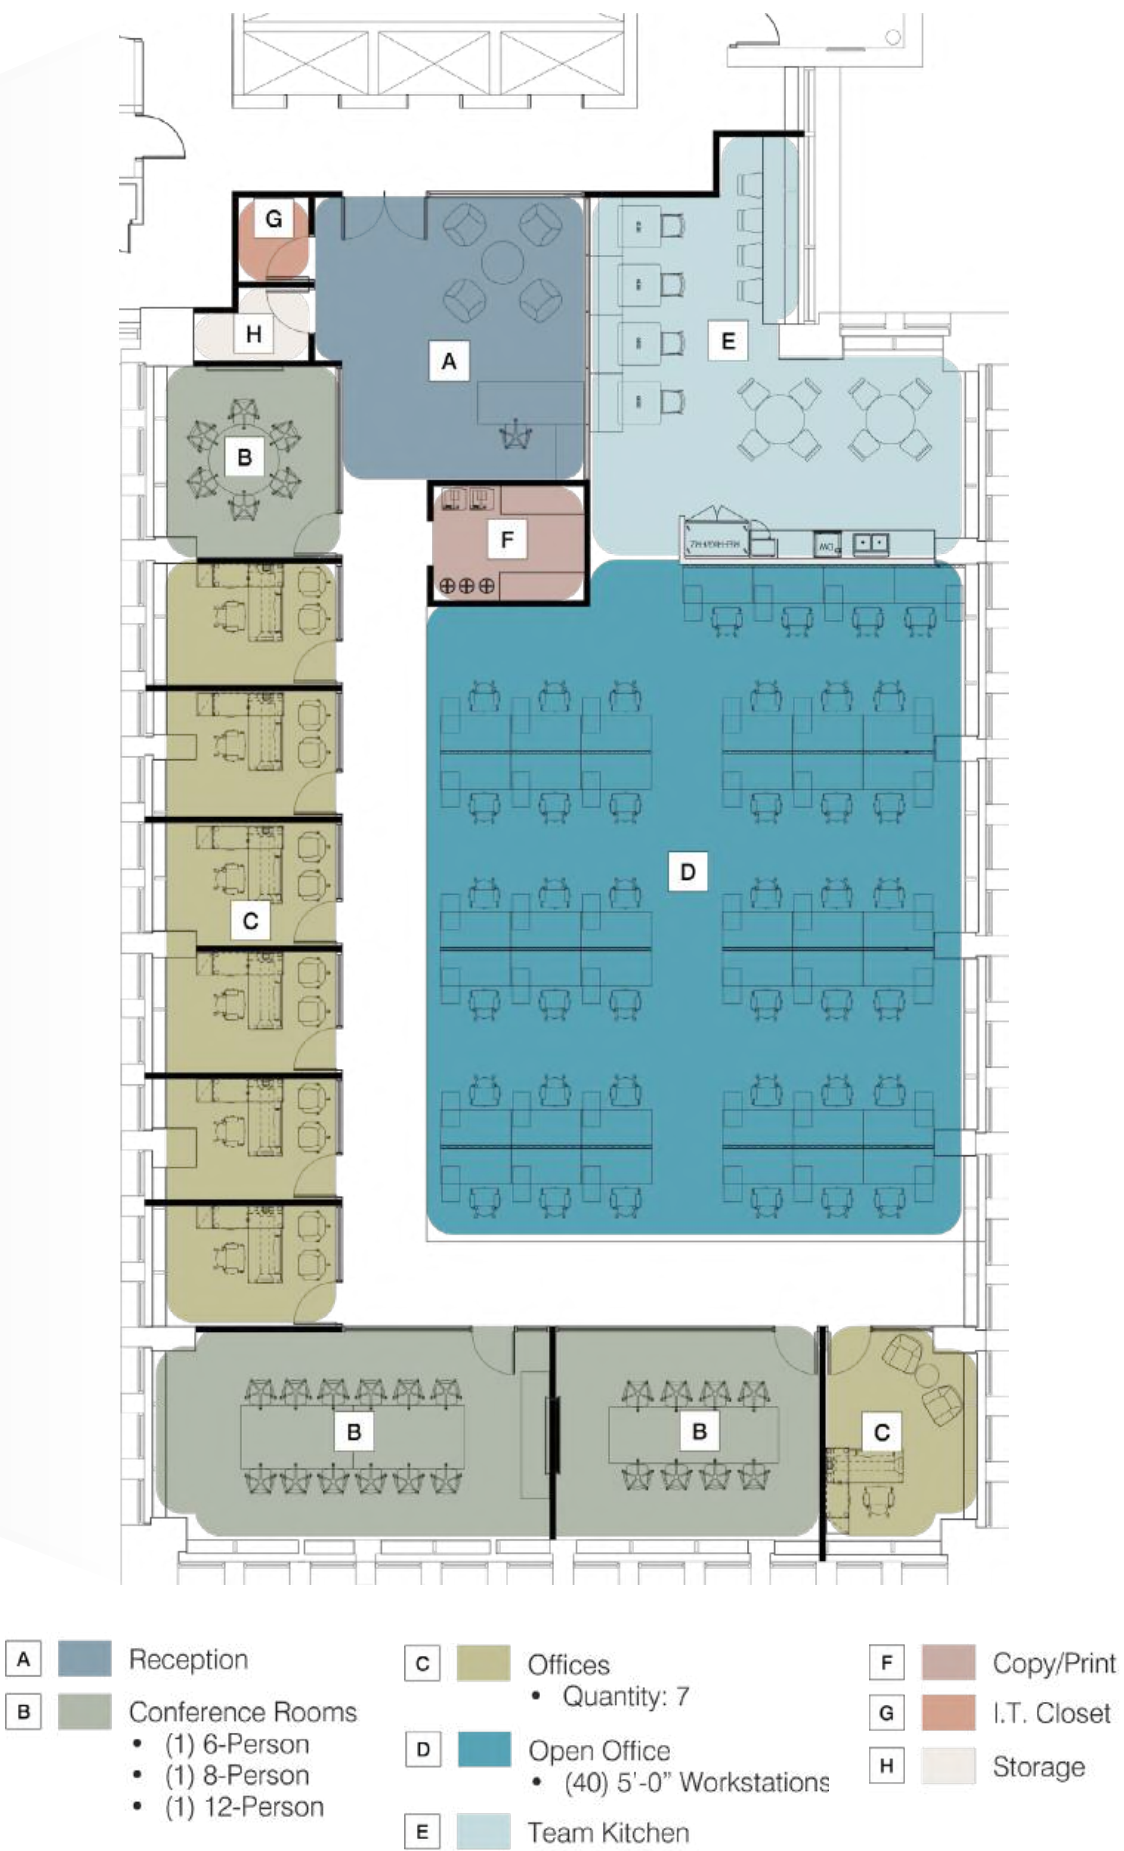 G
H
A
E
B
F
DW
D
C
B
B
C
A Reception
B Conference Rooms
• (1) 6-Person
• (1) 8-Person
• (1) 12-Person
C Offices
• Quantity: 7
D Open Office
• (40) 5'-0” Workstations
E Team Kitchen
F Copy/Print
G I.T. Closet
H Storage